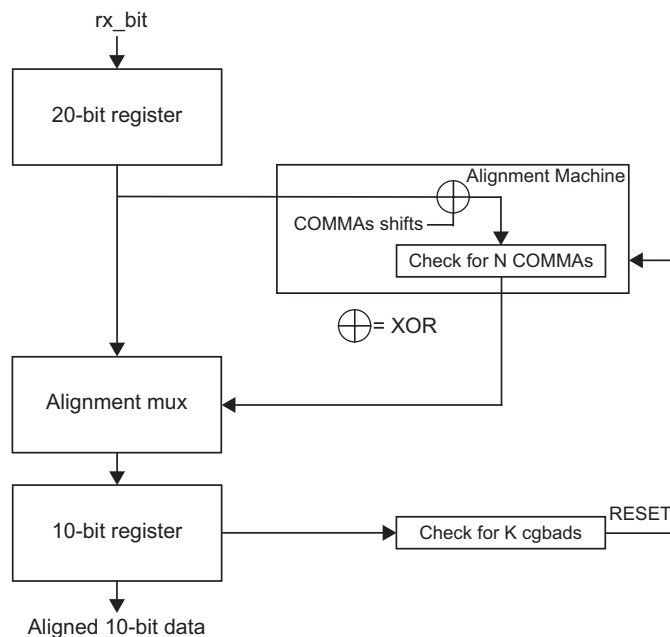 rx_bit
20-bit register
Alignment Machine
COMMAs shifts
Check for N COMMAs
= XOR
Alignment mux
10-bit register
Check for K cgbads
RESET
Aligned 10-bit data